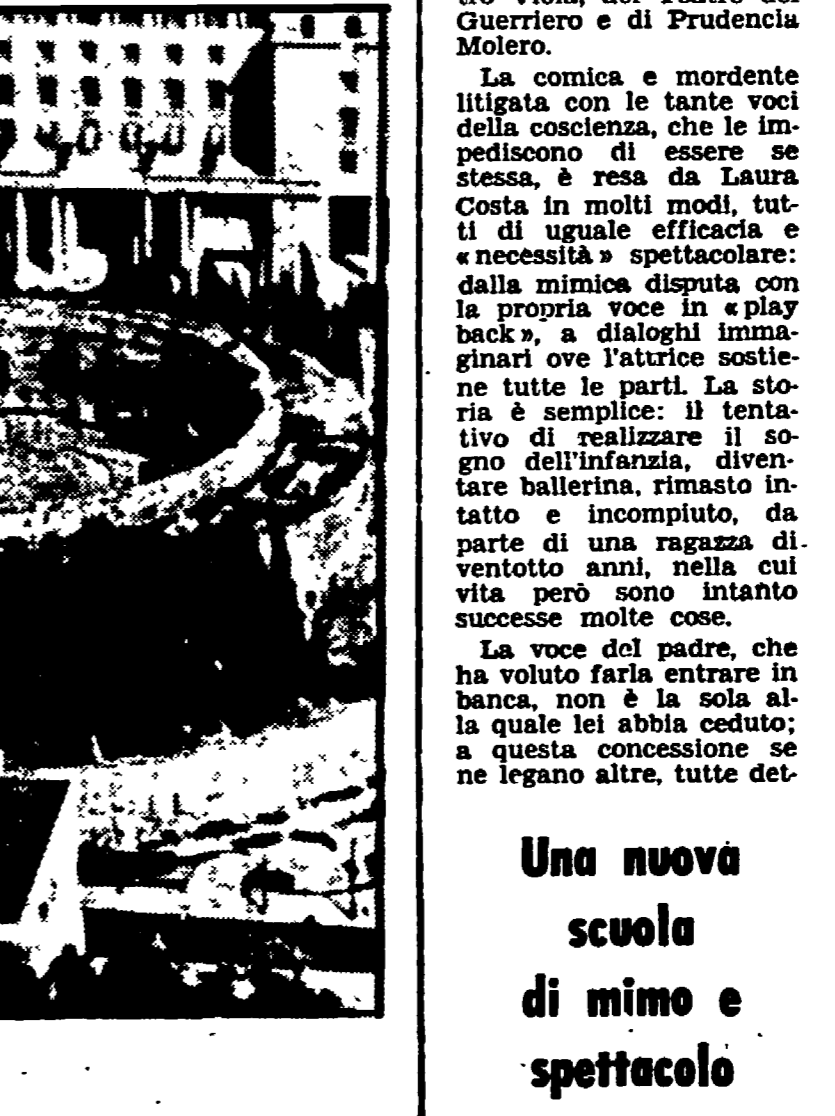 Guerriero e di Prudencia
Molero.
La comica e mordente
litigata con le tante voci
della coscienza, che le im-
pediscono di essere se
stessa, è resa da Laura
Costa in molti modi, tut-
ti di uguale efficacia e
«necessità» spettacolare:
dalla mimica disputa con
la propria voce in «play
back», a dialoghi imma-
ginari ove l'attrice sostie-
ne tutte le parti. La sto-
ria è semplice: il tenta-
tivo di realizzare il so-
gno dell'infanzia, diven-
tare ballerina, rimasto in-
tatto e incompiuto, da
parte di una ragazza di
ventotto anni, nella cui
vita però sono intanto
successe molte cose.
La voce del padre, che
ha voluto farla entrare in
banca, non è la sola al-
la quale lei abbia ceduto;
a questa concessione se
ne legano altre, tutte det-
Una nuova
scuola
di mimo e
spettacolo